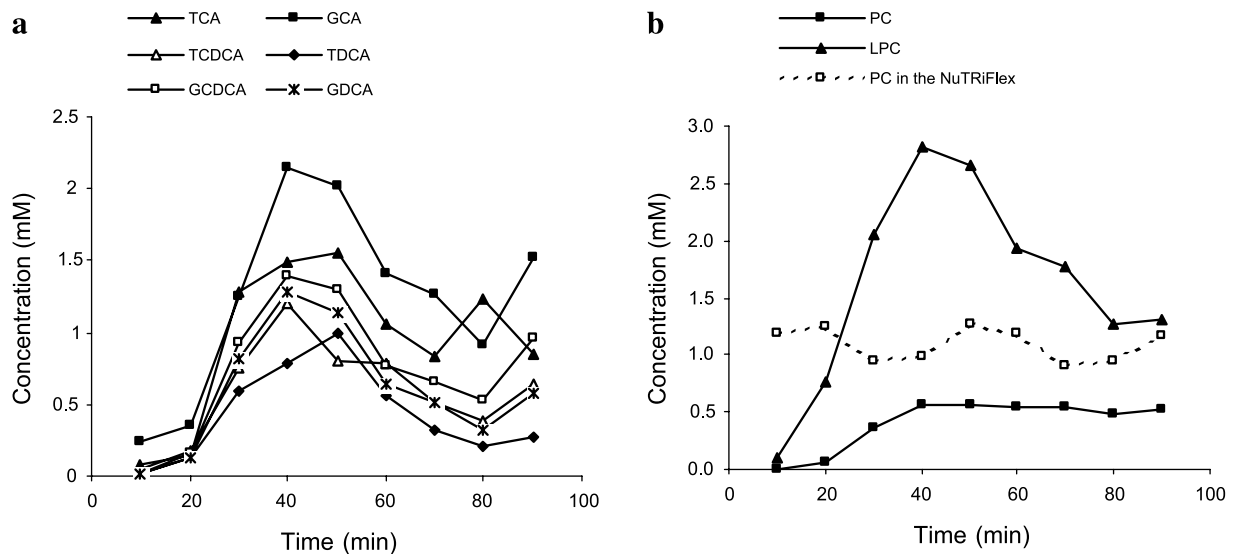 a
TCA GCA
TCDCA TDCA
GCDCA GDCA
2.5
2
1.5
1
0.5
0
0 20 40 60 80 100
Concentration (mM)
Time (min)
b
PC
LPC
PC in the NuTRiFlex
3.0
2.5
2.0
1.5
1.0
0.5
0.0
0 20 40 60 80 100
Concentration (mM)
Time (min)